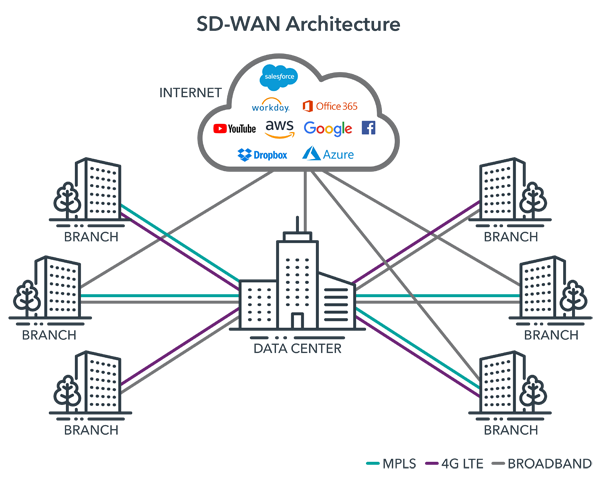 SD-WAN Architecture
INTERNET
salesforce
workday.
Office 365
YouTube
aws
Google
Dropbox
Azure
BRANCH
BRANCH
BRANCH
BRANCH
DATA CENTER
BRANCH
BRANCH
MPLS
4G LTE
BROADBAND